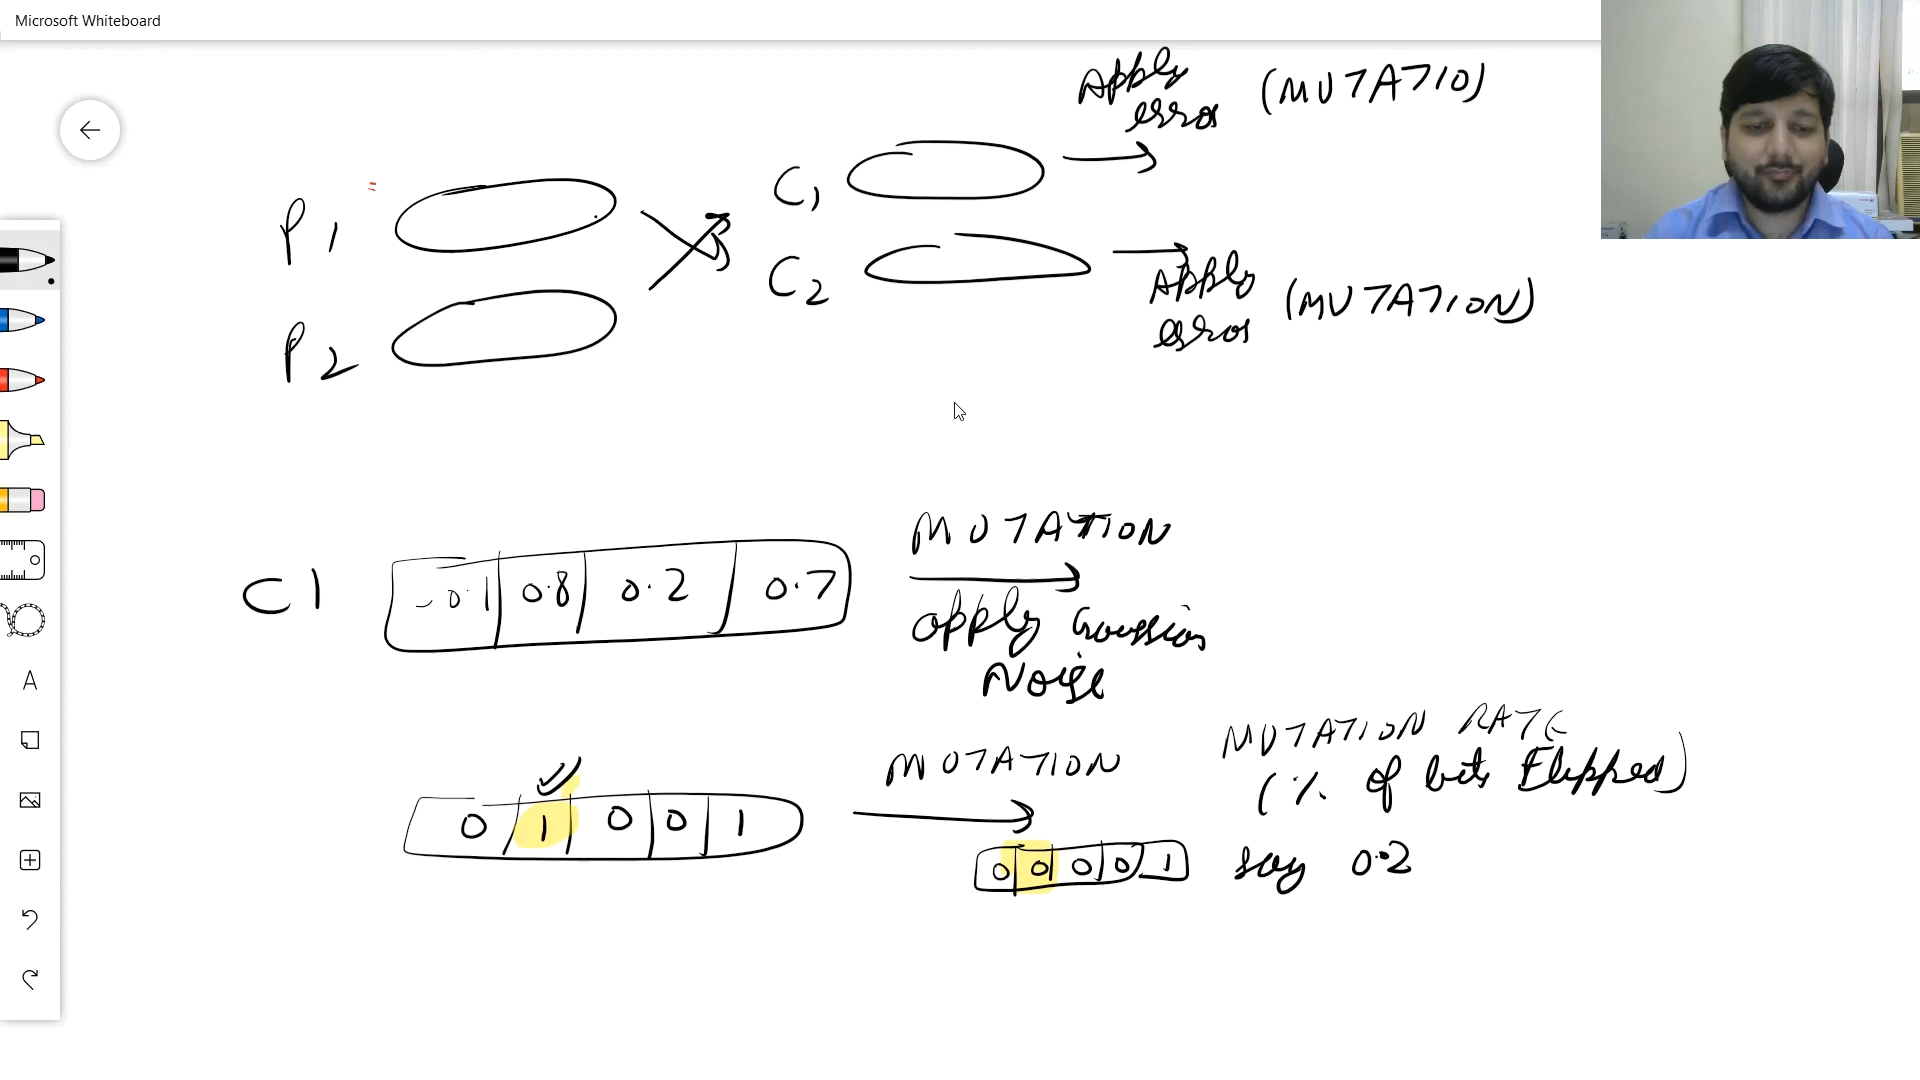 Microsoft Whiteboard
Apply
error (MUTATIO)
P1
C1
C2
Apply
error (MUTATION)
P2
MUTATION
C1
-0.1 0.8 0.2 0.7
apply Gaussian
Noise
MUTATION RATE
(% of bits Flipped)
MUTATION
0 1 0 0 1
0 0 0 0 1
say 0.2
A